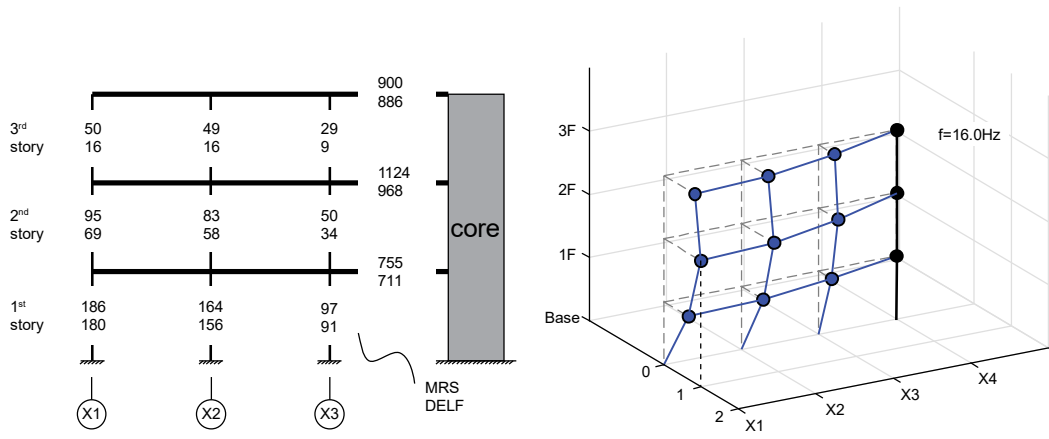 900
886
3rd
story
50
16
49
16
29
9
1124
968
2nd
story
95
69
83
58
50
34
core
755
711
1st
story
186
180
164
156
97
91
MRS
DELF
X1
X2
X3
3F
2F
1F
Base
f=16.0Hz
0
1
2
X1
X2
X3
X4